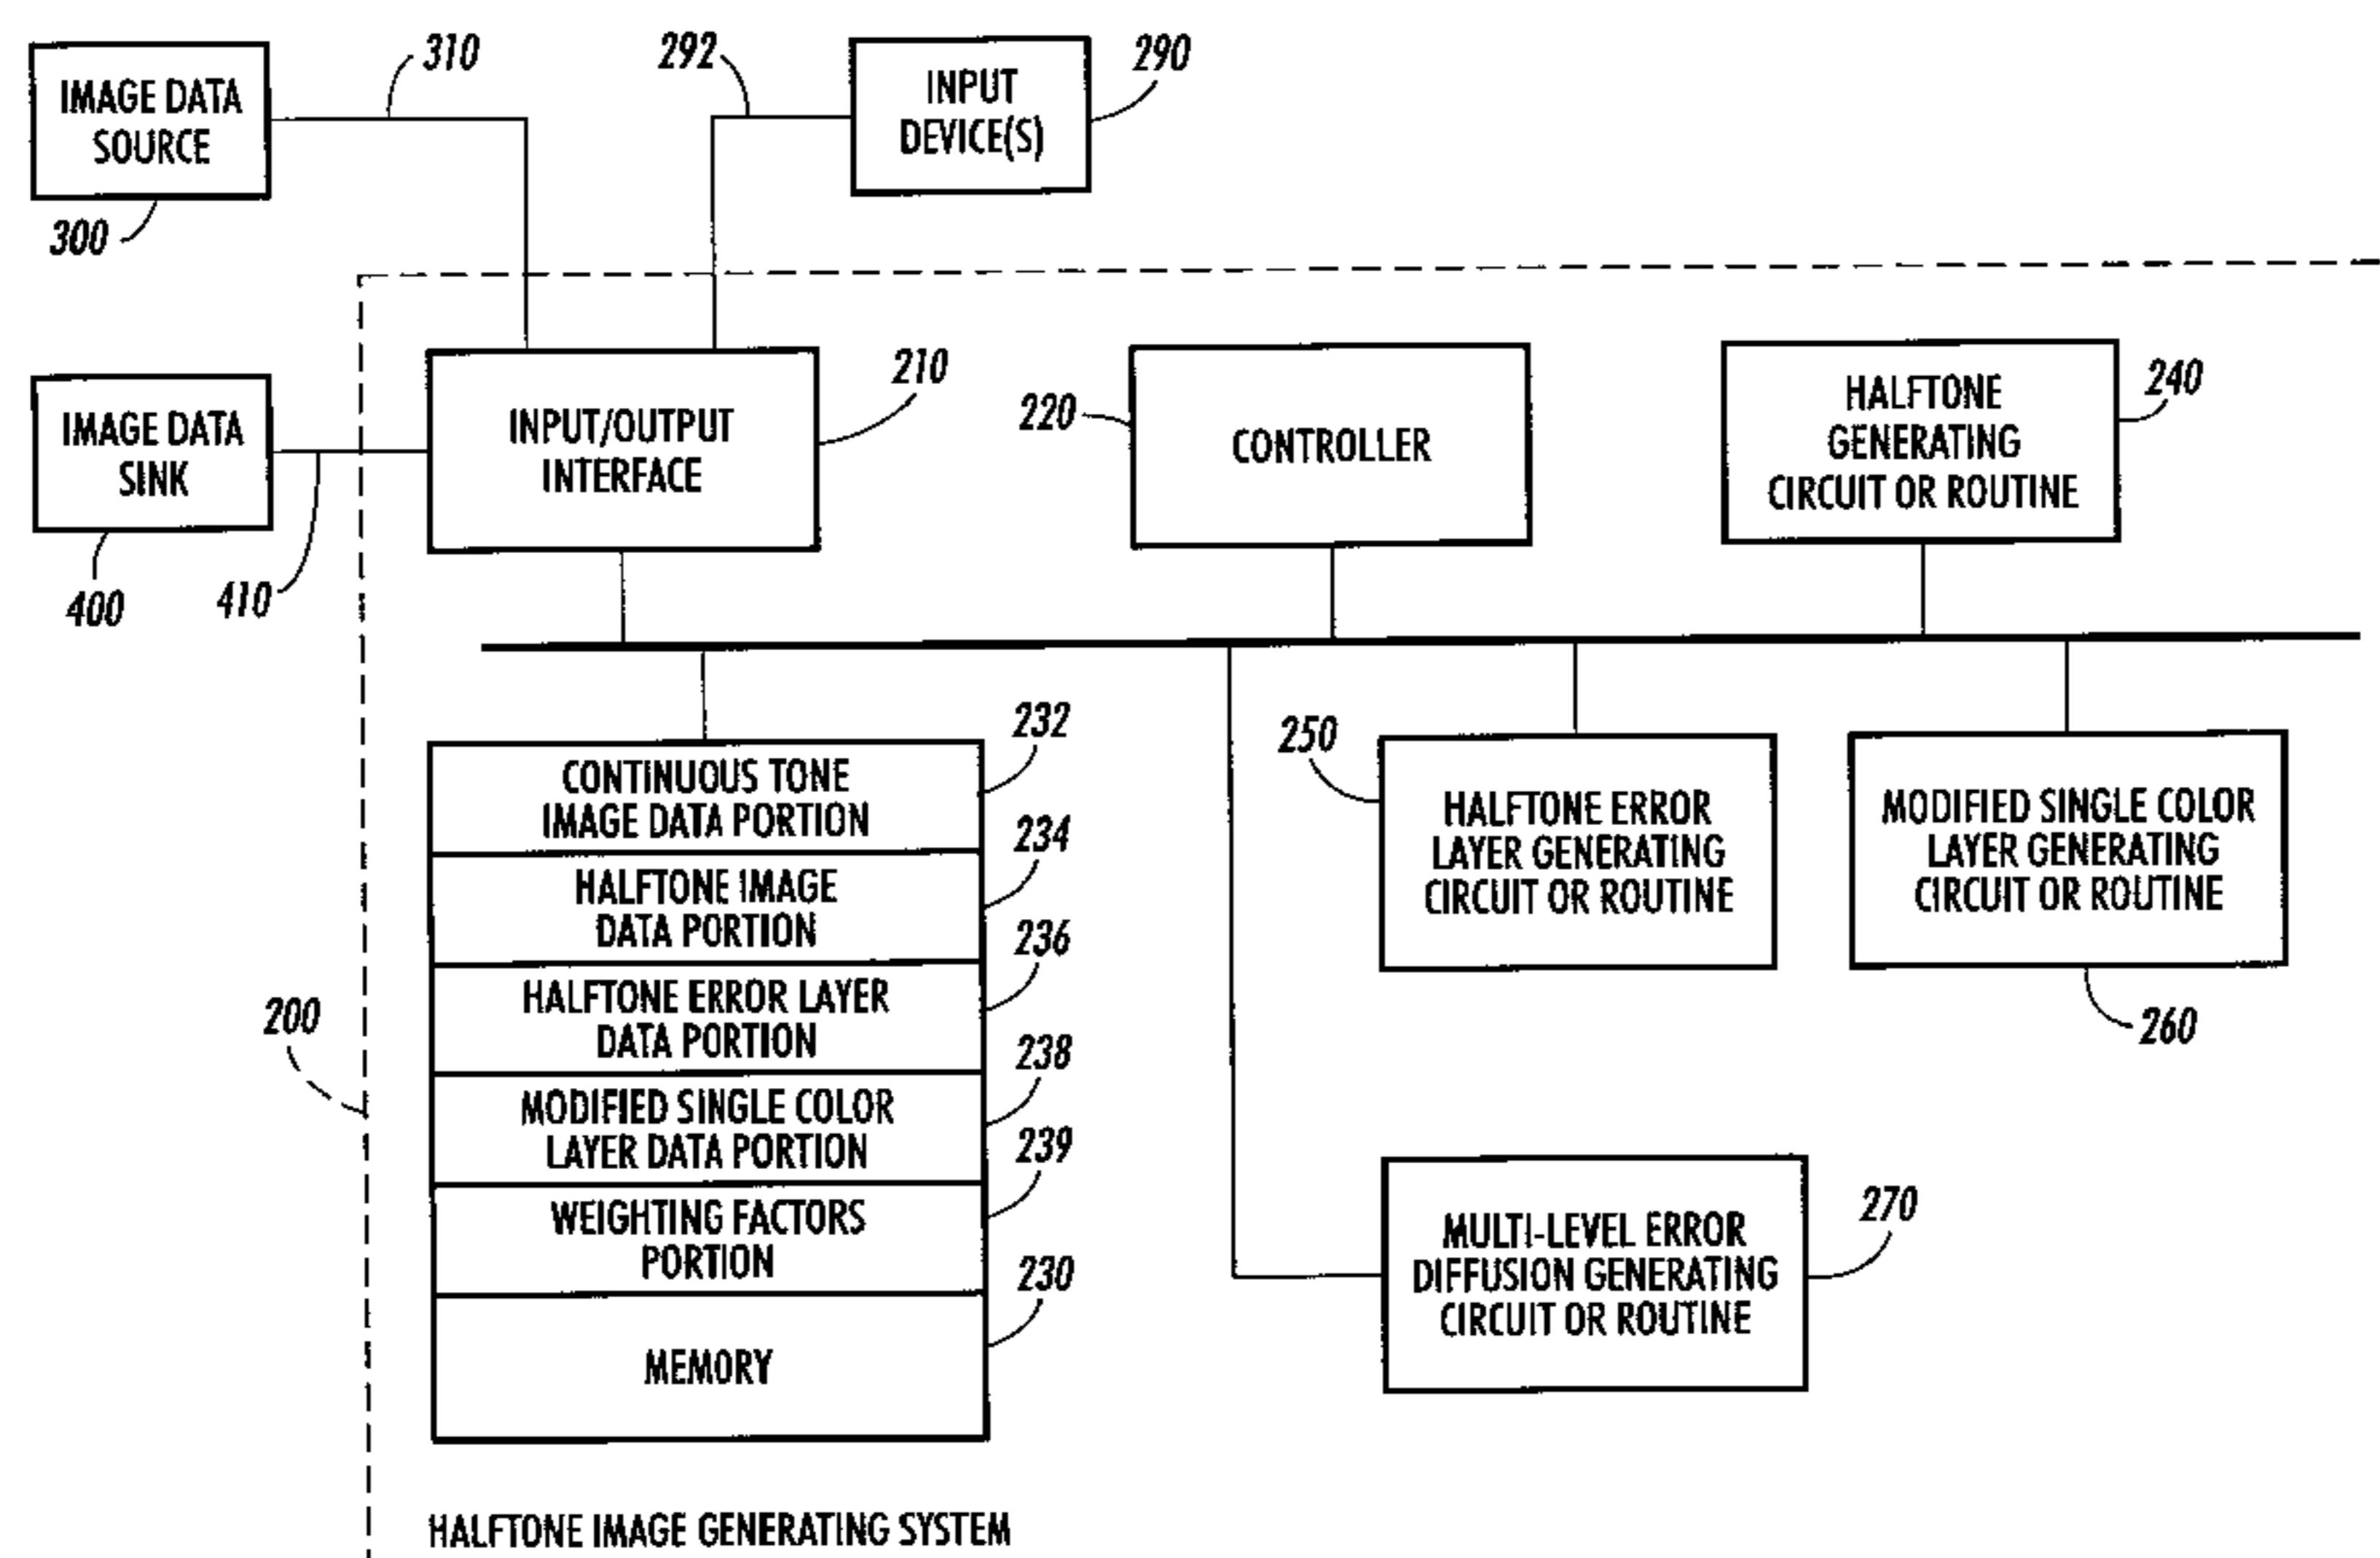 310
292
290
IMAGE DATA
SOURCE
INPUT
DEVICE(S)
300
IMAGE DATA
SINK
400
410
INPUT/OUTPUT
INTERFACE
210
220
CONTROLLER
HALFTONE
GENERATING
CIRCUIT OR ROUTINE
240
CONTINUOUS TONE
IMAGE DATA PORTION
232
HALFTONE IMAGE
DATA PORTION
234
HALFTONE ERROR LAYER
DATA PORTION
236
MODIFIED SINGLE COLOR
LAYER DATA PORTION
238
WEIGHTING FACTORS
PORTION
239
MEMORY
230
250
HALFTONE ERROR
LAYER GENERATING
CIRCUIT OR ROUTINE
MODIFIED SINGLE COLOR
LAYER GENERATING
CIRCUIT OR ROUTINE
260
200
MULTI-LEVEL ERROR
DIFFUSION GENERATING
CIRCUIT OR ROUTINE
270
HALFTONE IMAGE GENERATING SYSTEM